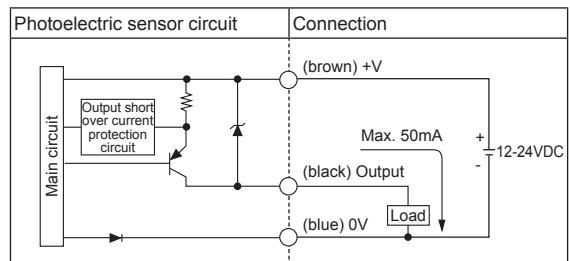 Photoelectric sensor circuit
Connection
(brown) +V
Output short
over current
protection
circuit
Main circuit
Max. 50mA
+
12-24VDC
-
(black) Output
Load
(blue) 0V